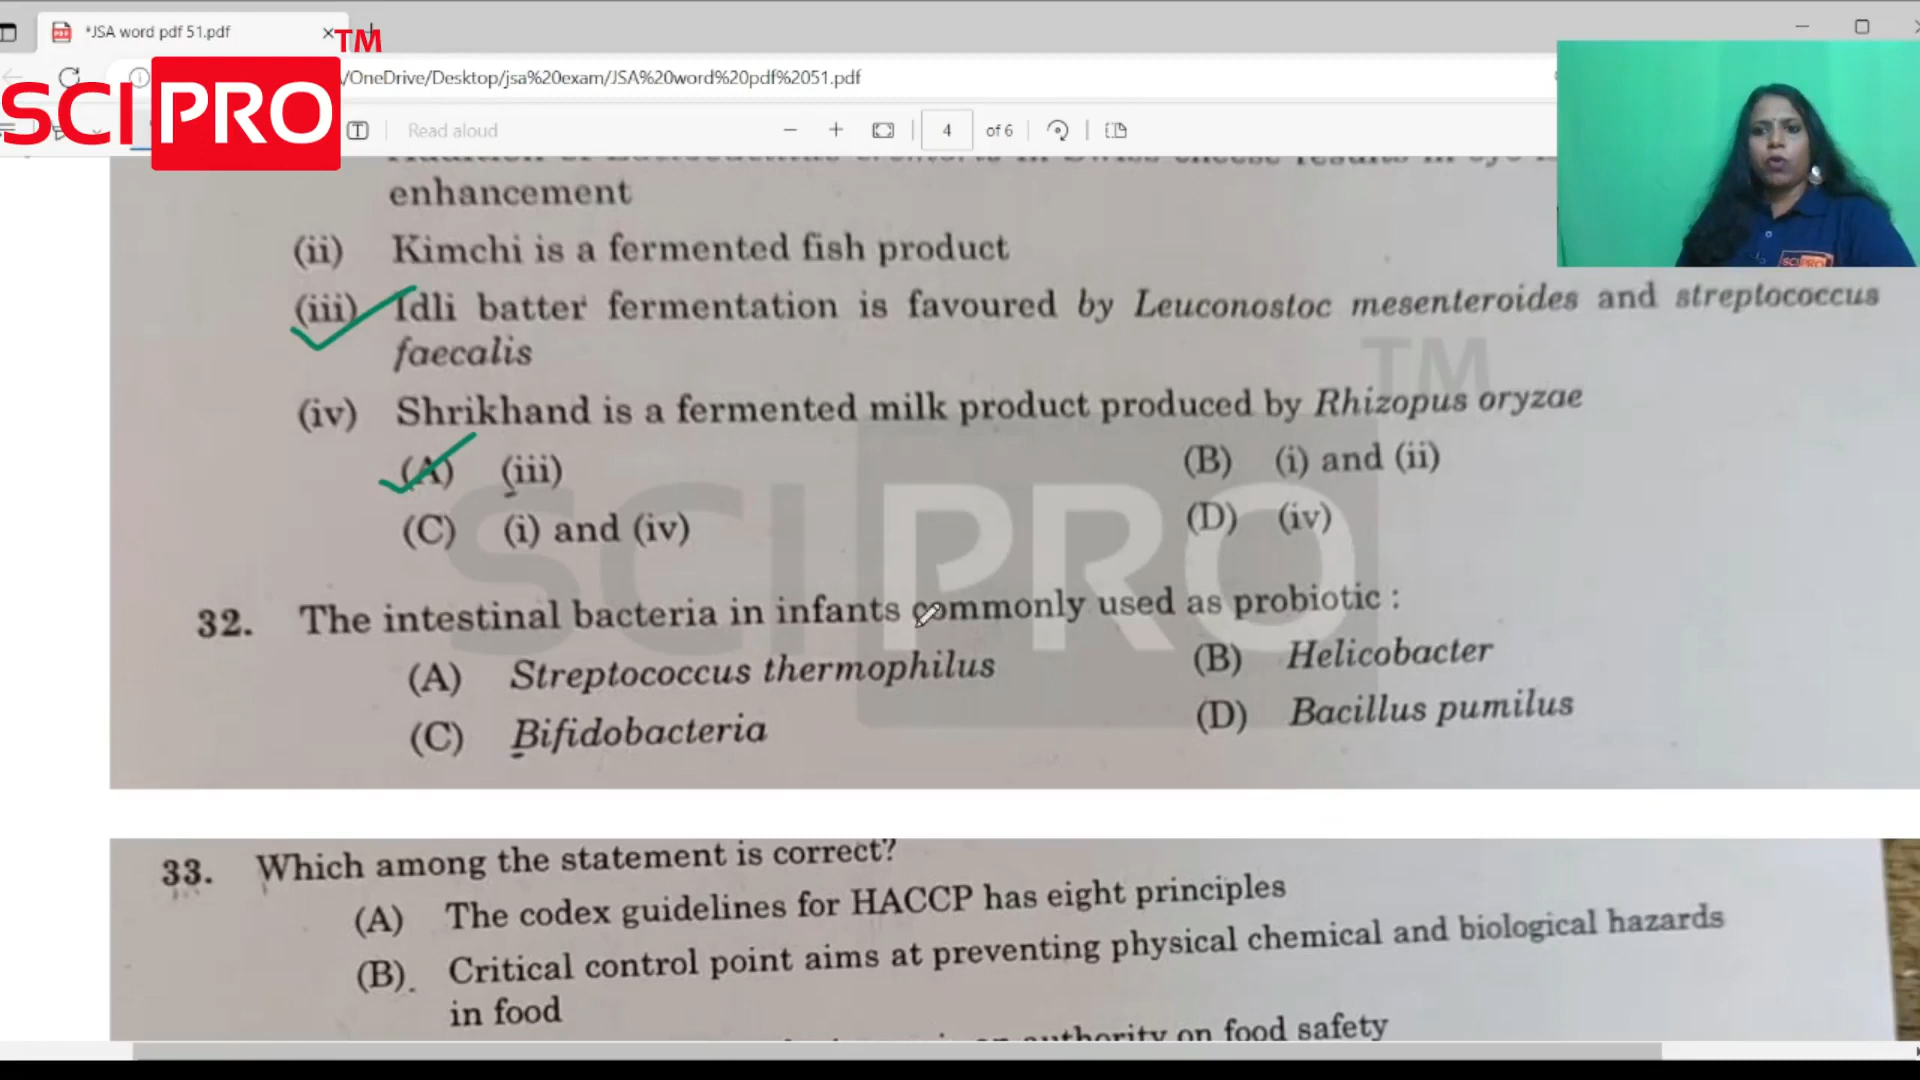 *JSA word pdf 51.pdf
TM
/OneDrive/Desktop/jsa%20exam/JSA%20word%20pdf%2051.pdf
SCIPRO
Read aloud
4 of 6
enhancement
(ii) Kimchi is a fermented fish product
(iii) Idli batter fermentation is favoured by Leuconostoc mesenteroides and streptococcus
faecalis
(iv) Shrikhand is a fermented milk product produced by Rhizopus oryzae
(A) (iii) (B) (i) and (ii)
(C) (i) and (iv) (D) (iv)
32. The intestinal bacteria in infants commonly used as probiotic :
(A) Streptococcus thermophilus (B) Helicobacter
(C) Bifidobacteria (D) Bacillus pumilus
33. Which among the statement is correct?
(A) The codex guidelines for HACCP has eight principles
(B). Critical control point aims at preventing physical chemical and biological hazards
in food
authority on food safety
SCIPRO
TM
SCIPRO